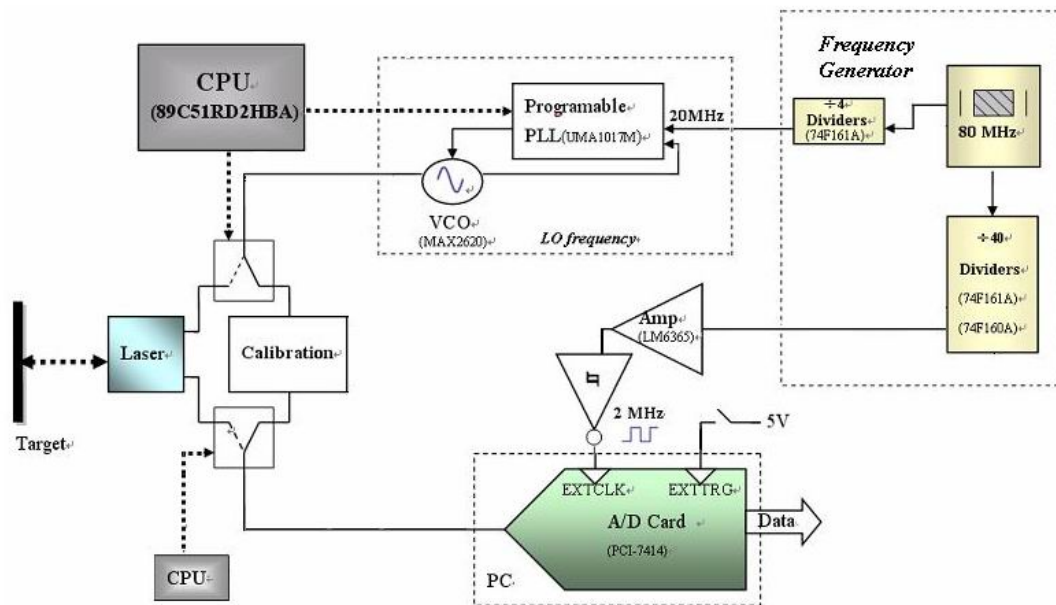 CPU
(89C51RD2HBA)
Programable
PLL(UMA1017M)
VCO
(MAX2620)
LO frequency
20MHz
Frequency
Generator
÷4
Dividers
(74F161A)
80 MHz
÷40
Dividers
(74F161A)
(74F160A)
Amp
(LM6365)
2 MHz
5V
Laser
Calibration
Target
CPU
EXTCLK
EXTTRG
A/D Card
(PCI-7414)
Data
PC